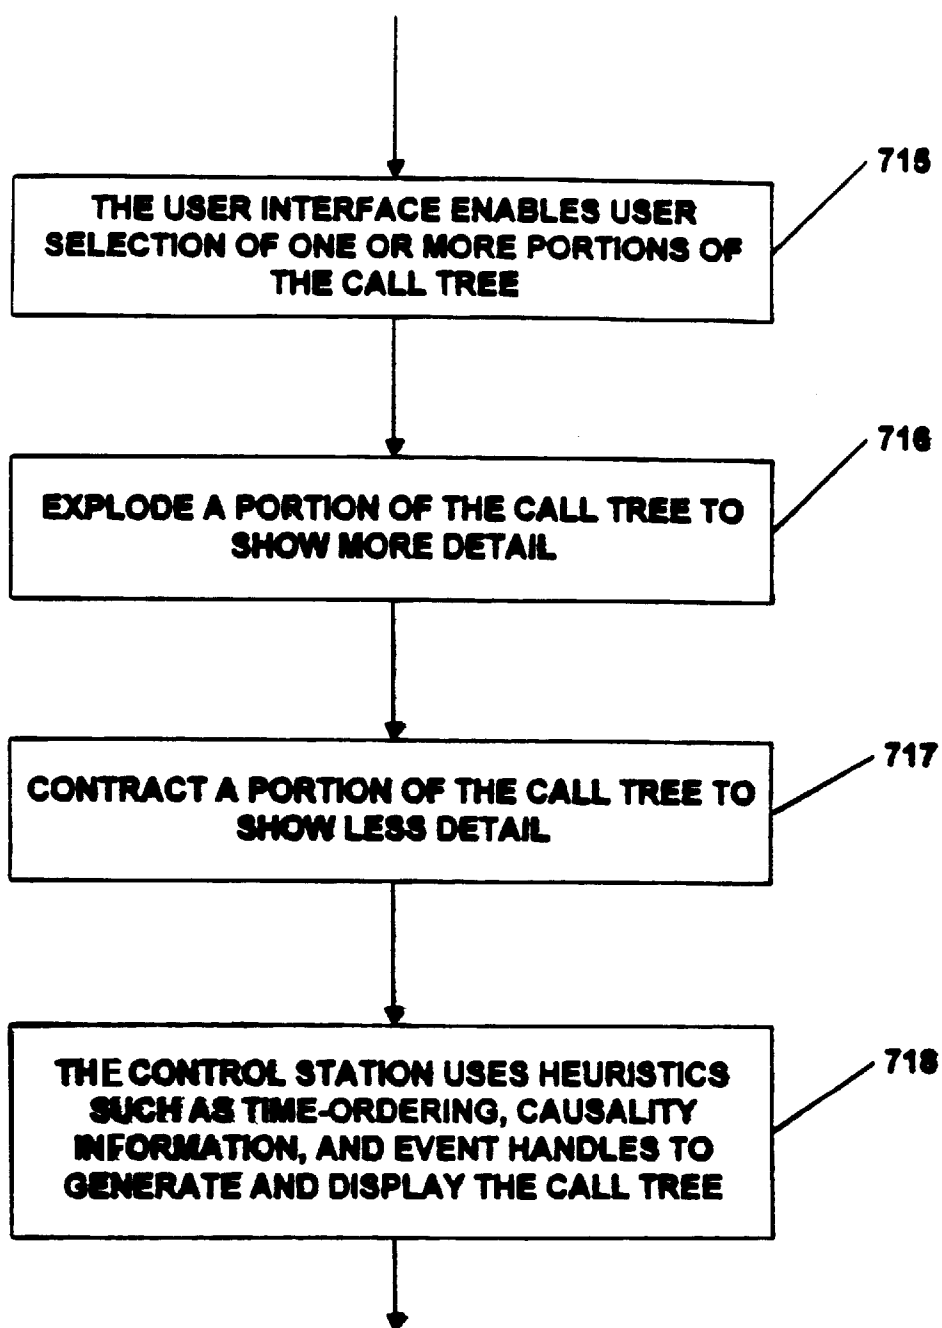 715
THE USER INTERFACE ENABLES USER
SELECTION OF ONE OR MORE PORTIONS OF
THE CALL TREE
716
EXPLODE A PORTION OF THE CALL TREE TO
SHOW MORE DETAIL
717
CONTRACT A PORTION OF THE CALL TREE TO
SHOW LESS DETAIL
718
THE CONTROL STATION USES HEURISTICS
SUCH AS TIME-ORDERING, CAUSALITY
INFORMATION, AND EVENT HANDLES TO
GENERATE AND DISPLAY THE CALL TREE